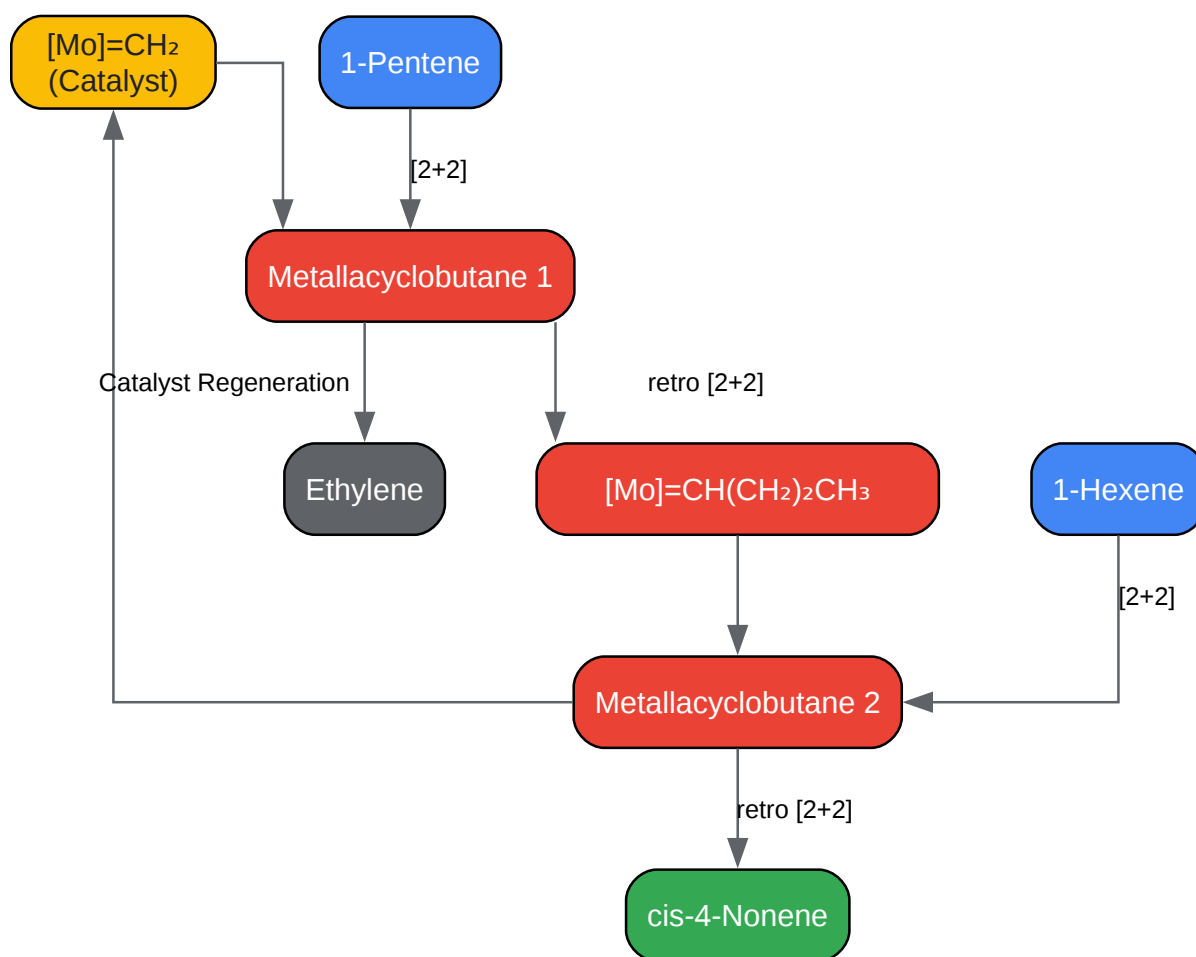 [Mo]=CH₂
(Catalyst)
1-Pentene
[2+2]
Metallacyclobutane 1
Catalyst Regeneration
retro [2+2]
Ethylene
[Mo]=CH(CH₂)₂CH₃
1-Hexene
[2+2]
Metallacyclobutane 2
retro [2+2]
cis-4-Nonene